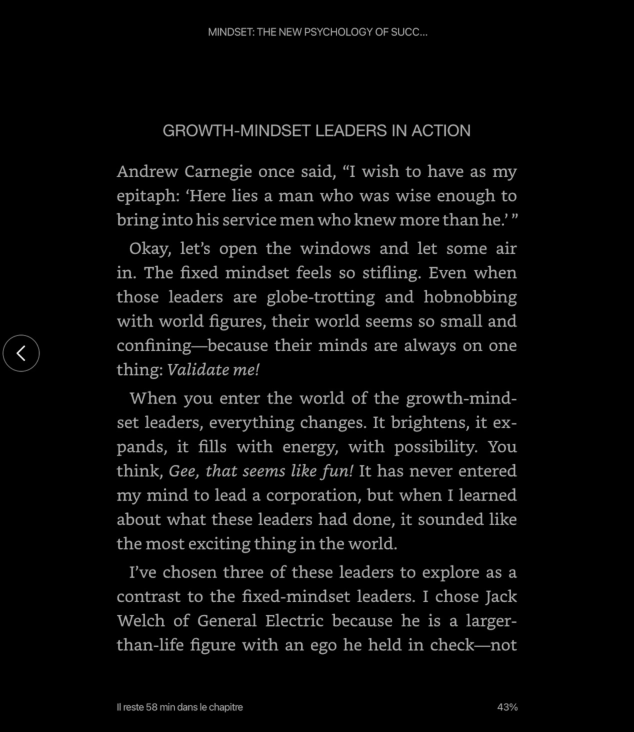 MINDSET: THE NEW PSYCHOLOGY OF SUCC...
GROWTH-MINDSET LEADERS IN ACTION
Andrew Carnegie once said, “I wish to have as my
epitaph: ‘Here lies a man who was wise enough to
bring into his service men who knew more than he.’ ”
Okay, let’s open the windows and let some air
in. The fixed mindset feels so stifling. Even when
those leaders are globe-trotting and hobnobbing
with world figures, their world seems so small and
confining—because their minds are always on one
thing: Validate me!
When you enter the world of the growth-mind-
set leaders, everything changes. It brightens, it ex-
pands, it fills with energy, with possibility. You
think, Gee, that seems like fun! It has never entered
my mind to lead a corporation, but when I learned
about what these leaders had done, it sounded like
the most exciting thing in the world.
I’ve chosen three of these leaders to explore as a
contrast to the fixed-mindset leaders. I chose Jack
Welch of General Electric because he is a larger-
than-life figure with an ego he held in check—not
Il reste 58 min dans le chapitre
43%